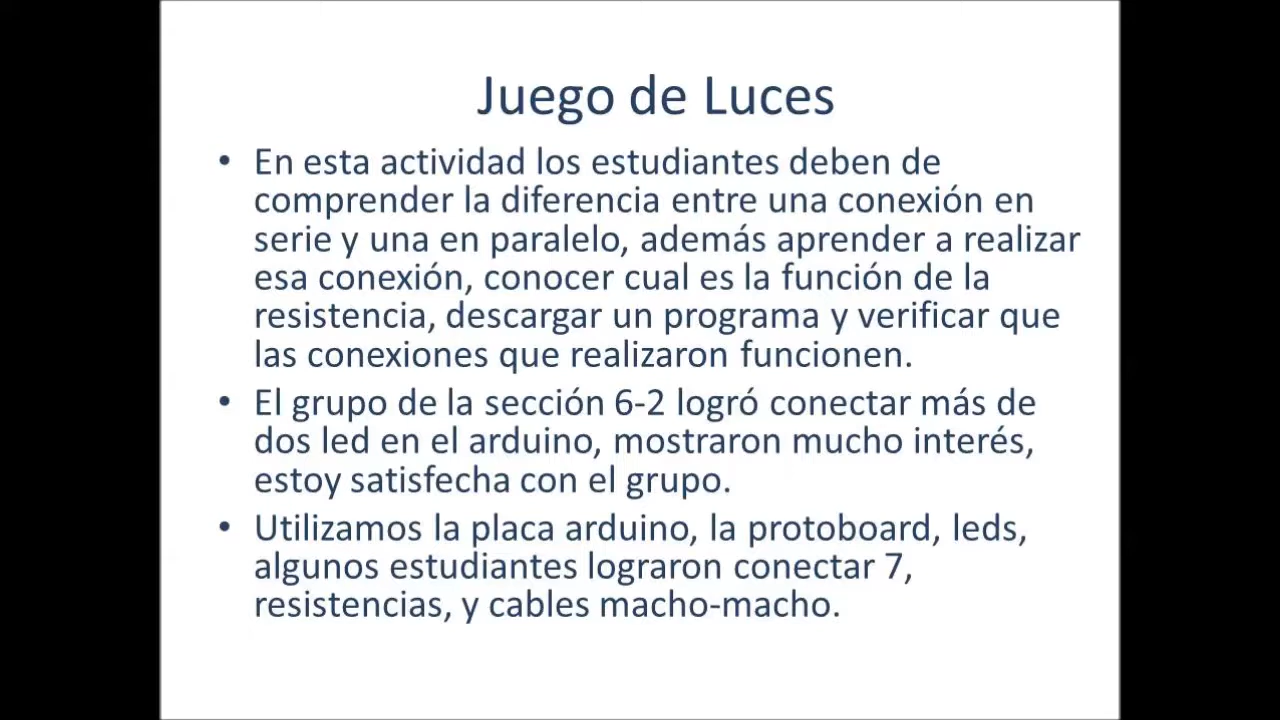 Juego de Luces
• En esta actividad los estudiantes deben de
comprender la diferencia entre una conexión en
serie y una en paralelo, además aprender a realizar
esa conexión, conocer cual es la función de la
resistencia, descargar un programa y verificar que
las conexiones que realizaron funcionen.
• El grupo de la sección 6-2 logró conectar más de
dos led en el arduino, mostraron mucho interés,
estoy satisfecha con el grupo.
• Utilizamos la placa arduino, la protoboard, leds,
algunos estudiantes lograron conectar 7,
resistencias, y cables macho-macho.